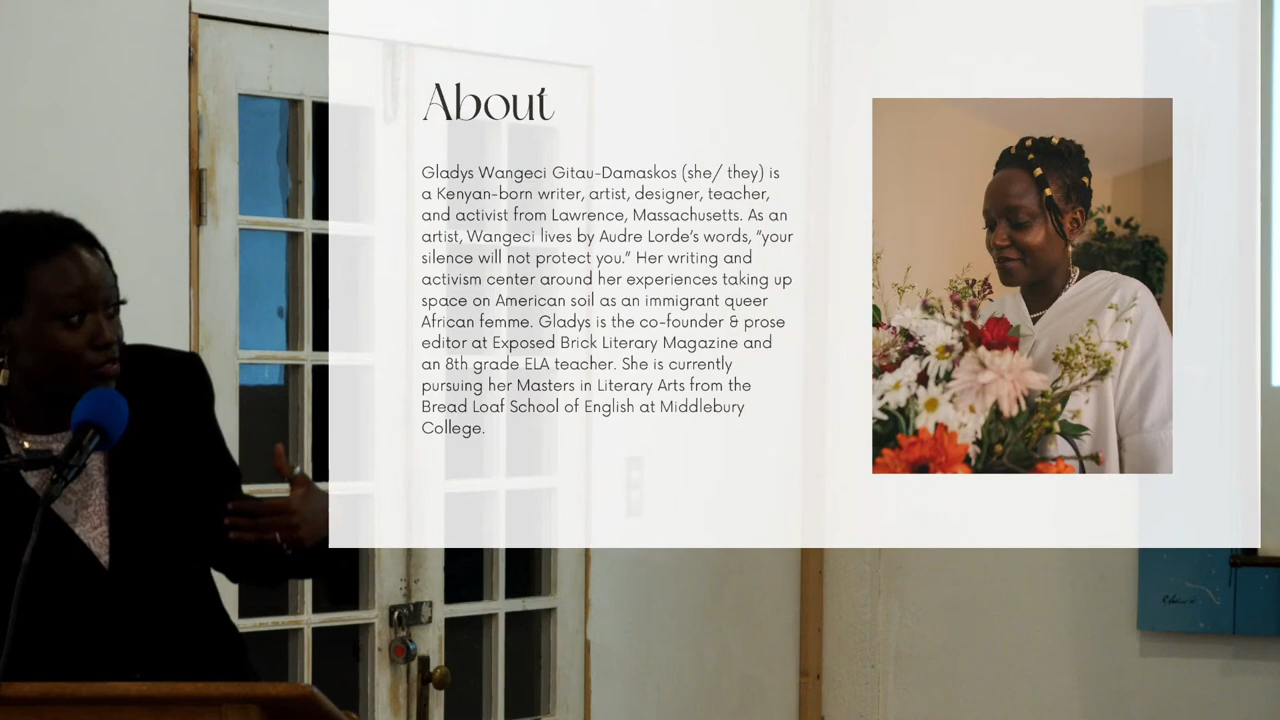 About
Gladys Wangeci Gitau-Damaskos (she/ they) is
a Kenyan-born writer, artist, designer, teacher,
and activist from Lawrence, Massachusetts. As an
artist, Wangeci lives by Audre Lorde’s words, “your
silence will not protect you.” Her writing and
activism center around her experiences taking up
space on American soil as an immigrant queer
African femme. Gladys is the co-founder & prose
editor at Exposed Brick Literary Magazine and
an 8th grade ELA teacher. She is currently
pursuing her Masters in Literary Arts from the
Bread Loaf School of English at Middlebury
College.